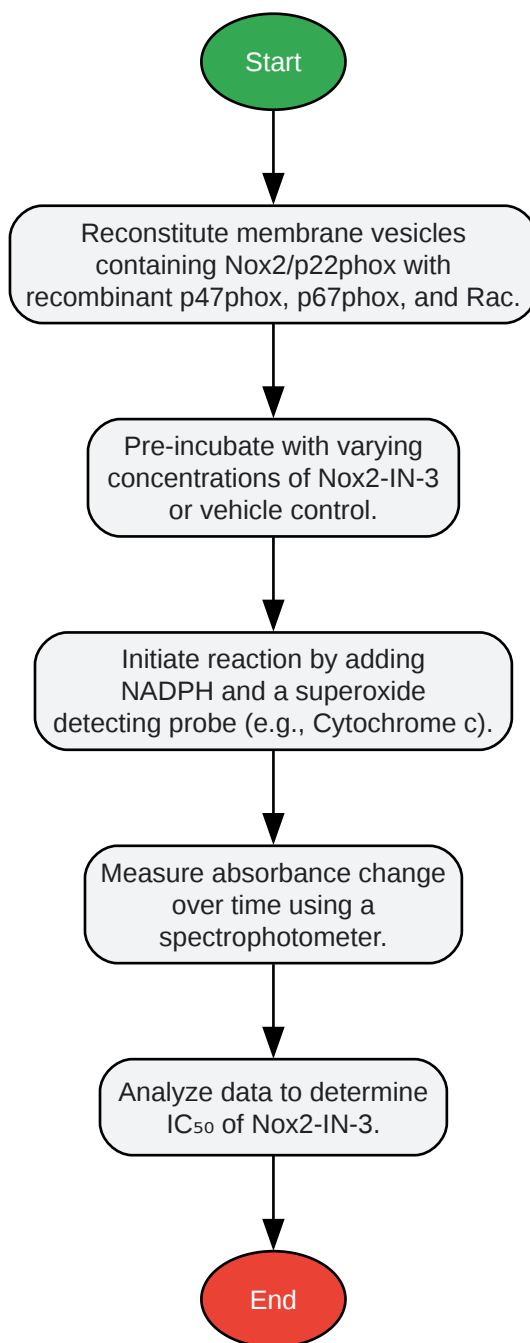 Start
Reconstitute membrane vesicles
containing Nox2/p22phox with
recombinant p47phox, p67phox, and Rac.
Pre-incubate with varying
concentrations of Nox2-IN-3
or vehicle control.
Initiate reaction by adding
NADPH and a superoxide
detecting probe (e.g., Cytochrome c).
Measure absorbance change
over time using a
spectrophotometer.
Analyze data to determine
IC₅₀ of Nox2-IN-3.
End